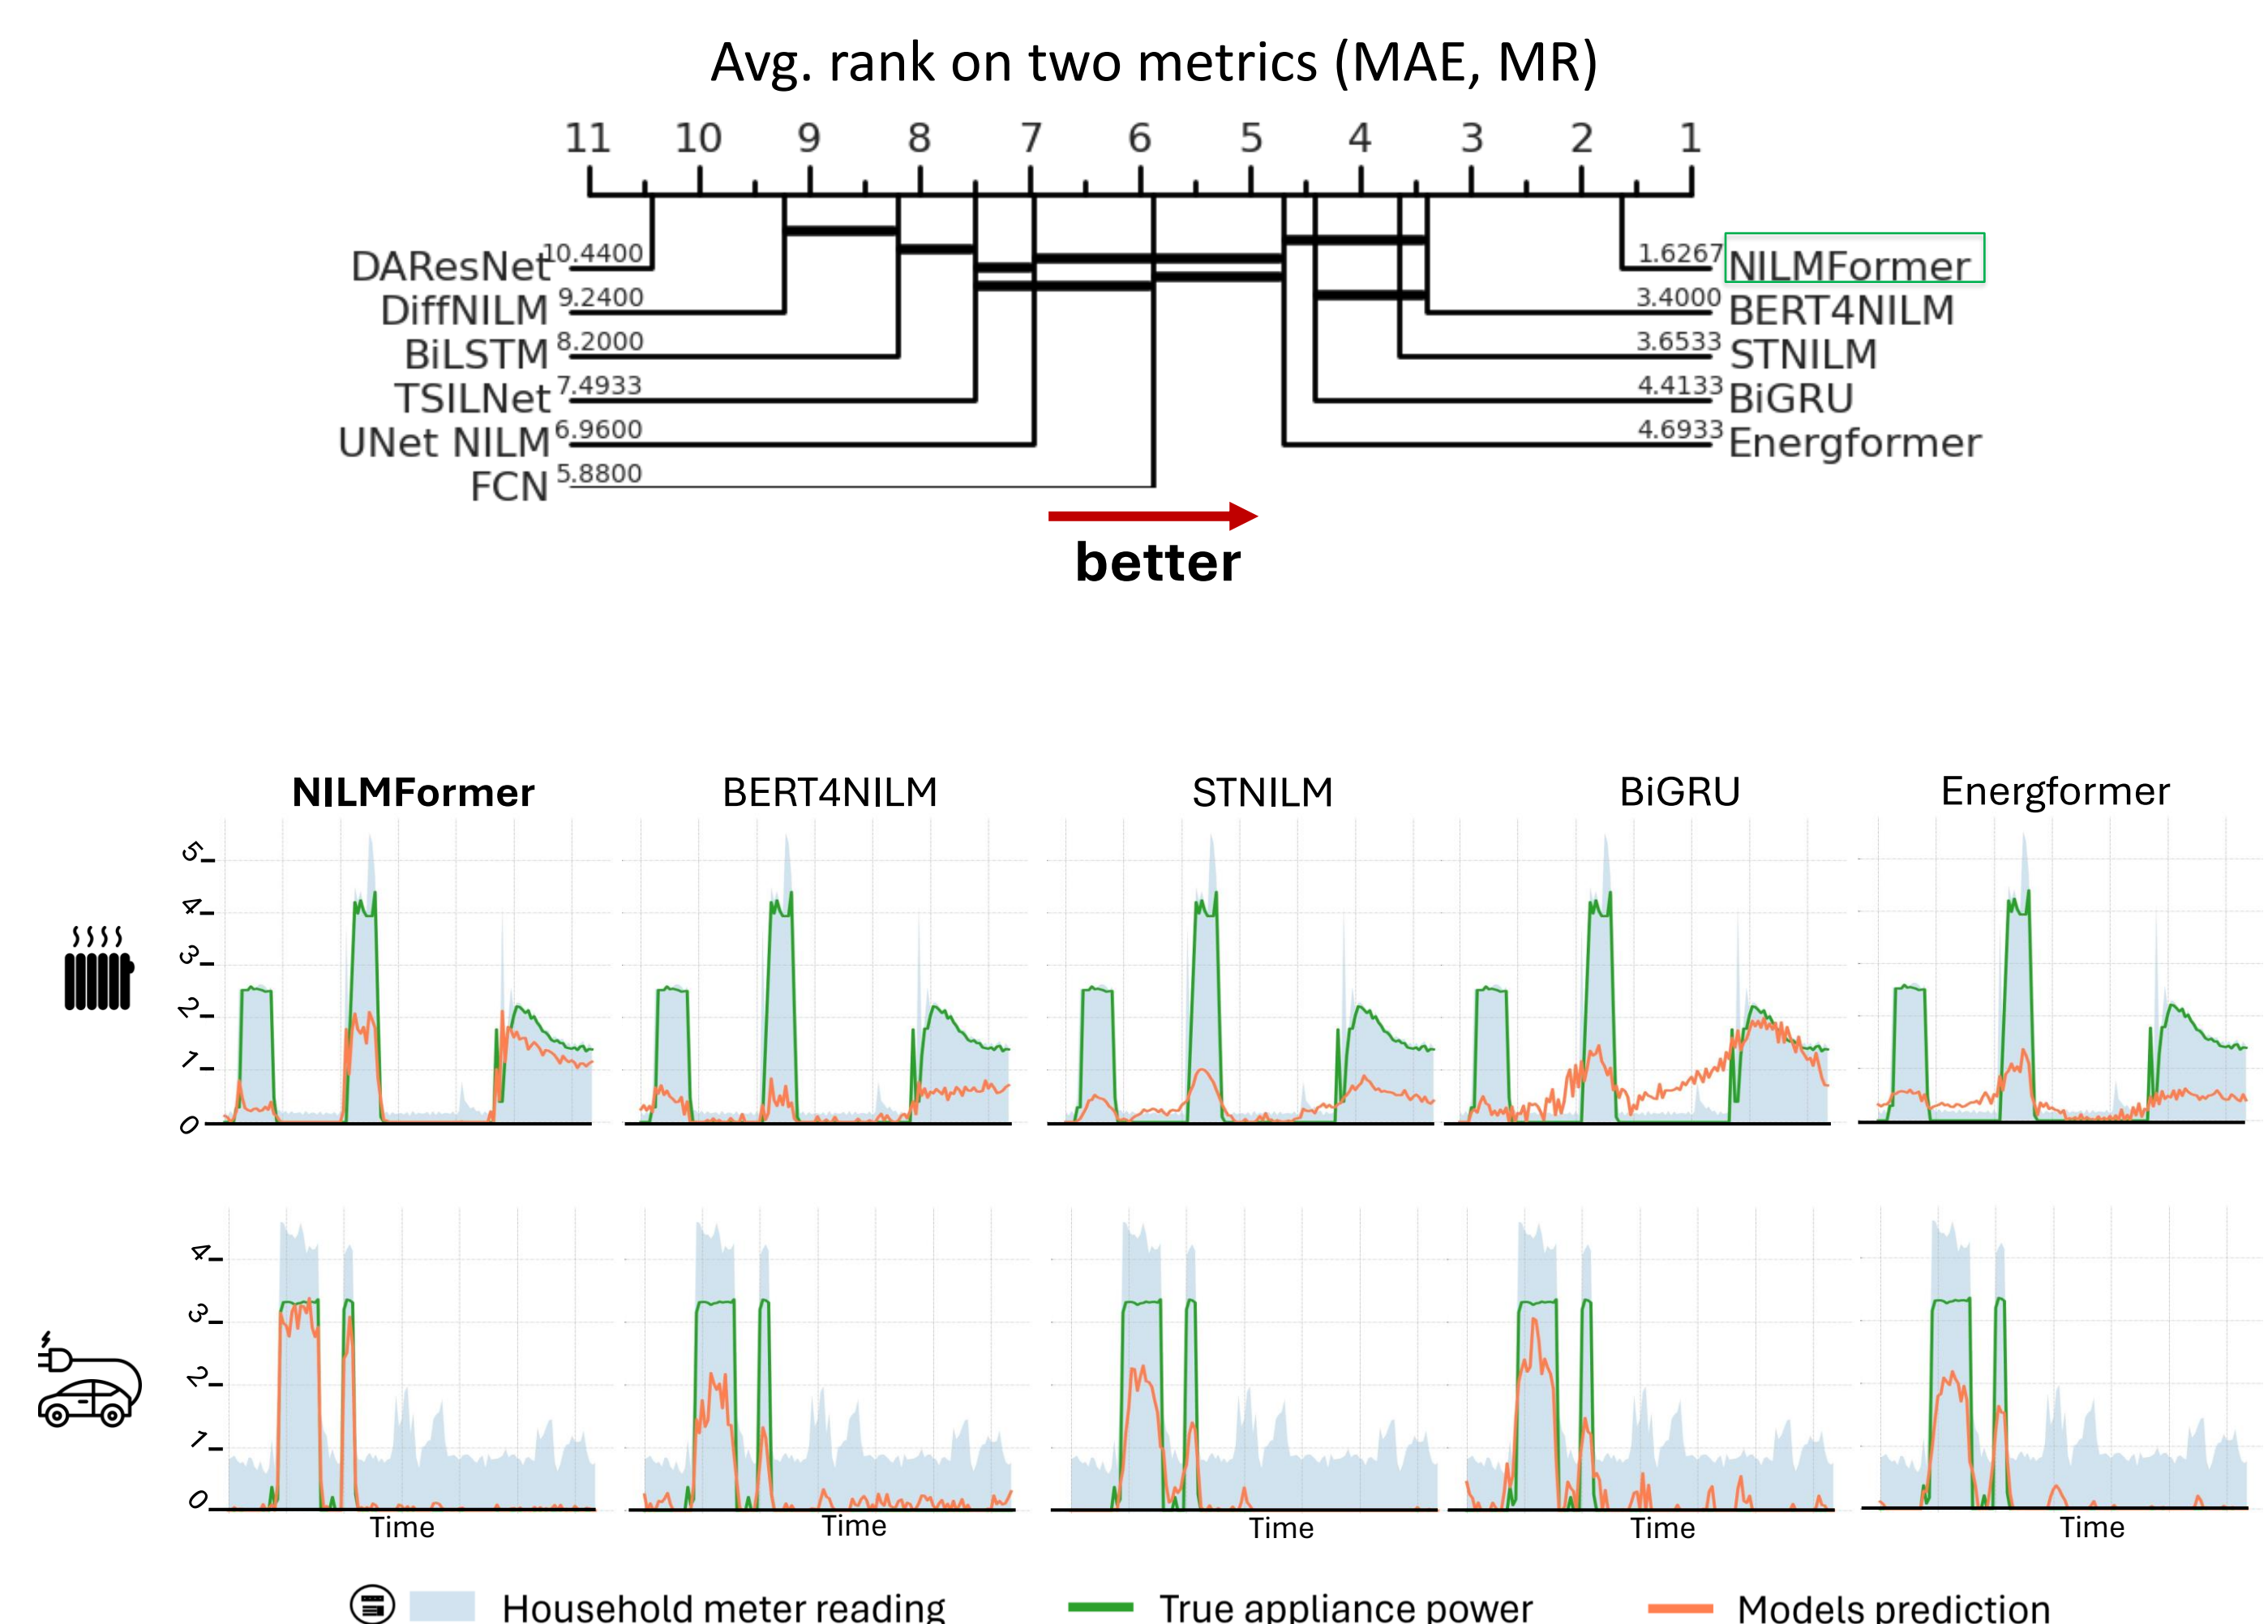 Avg. rank on two metrics (MAE, MR)
11 10 9 8 7 6 5 4 3 2 1
DAResNet 10.4400 1.6267 NILMFormer
DiffNILM 9.2400 3.4000 BERT4NILM
BiLSTM 8.2000 3.6533 STNILM
TSILNet 7.4933 4.4133 BiGRU
UNet NILM 6.9600 4.6933 Energformer
FCN 5.8800
better
NILMFormer BERT4NILM STNILM BiGRU Energformer
5
4
3
2
1
0
4
3
2
1
0
Time Time Time Time Time
Household meter reading True appliance power Models prediction